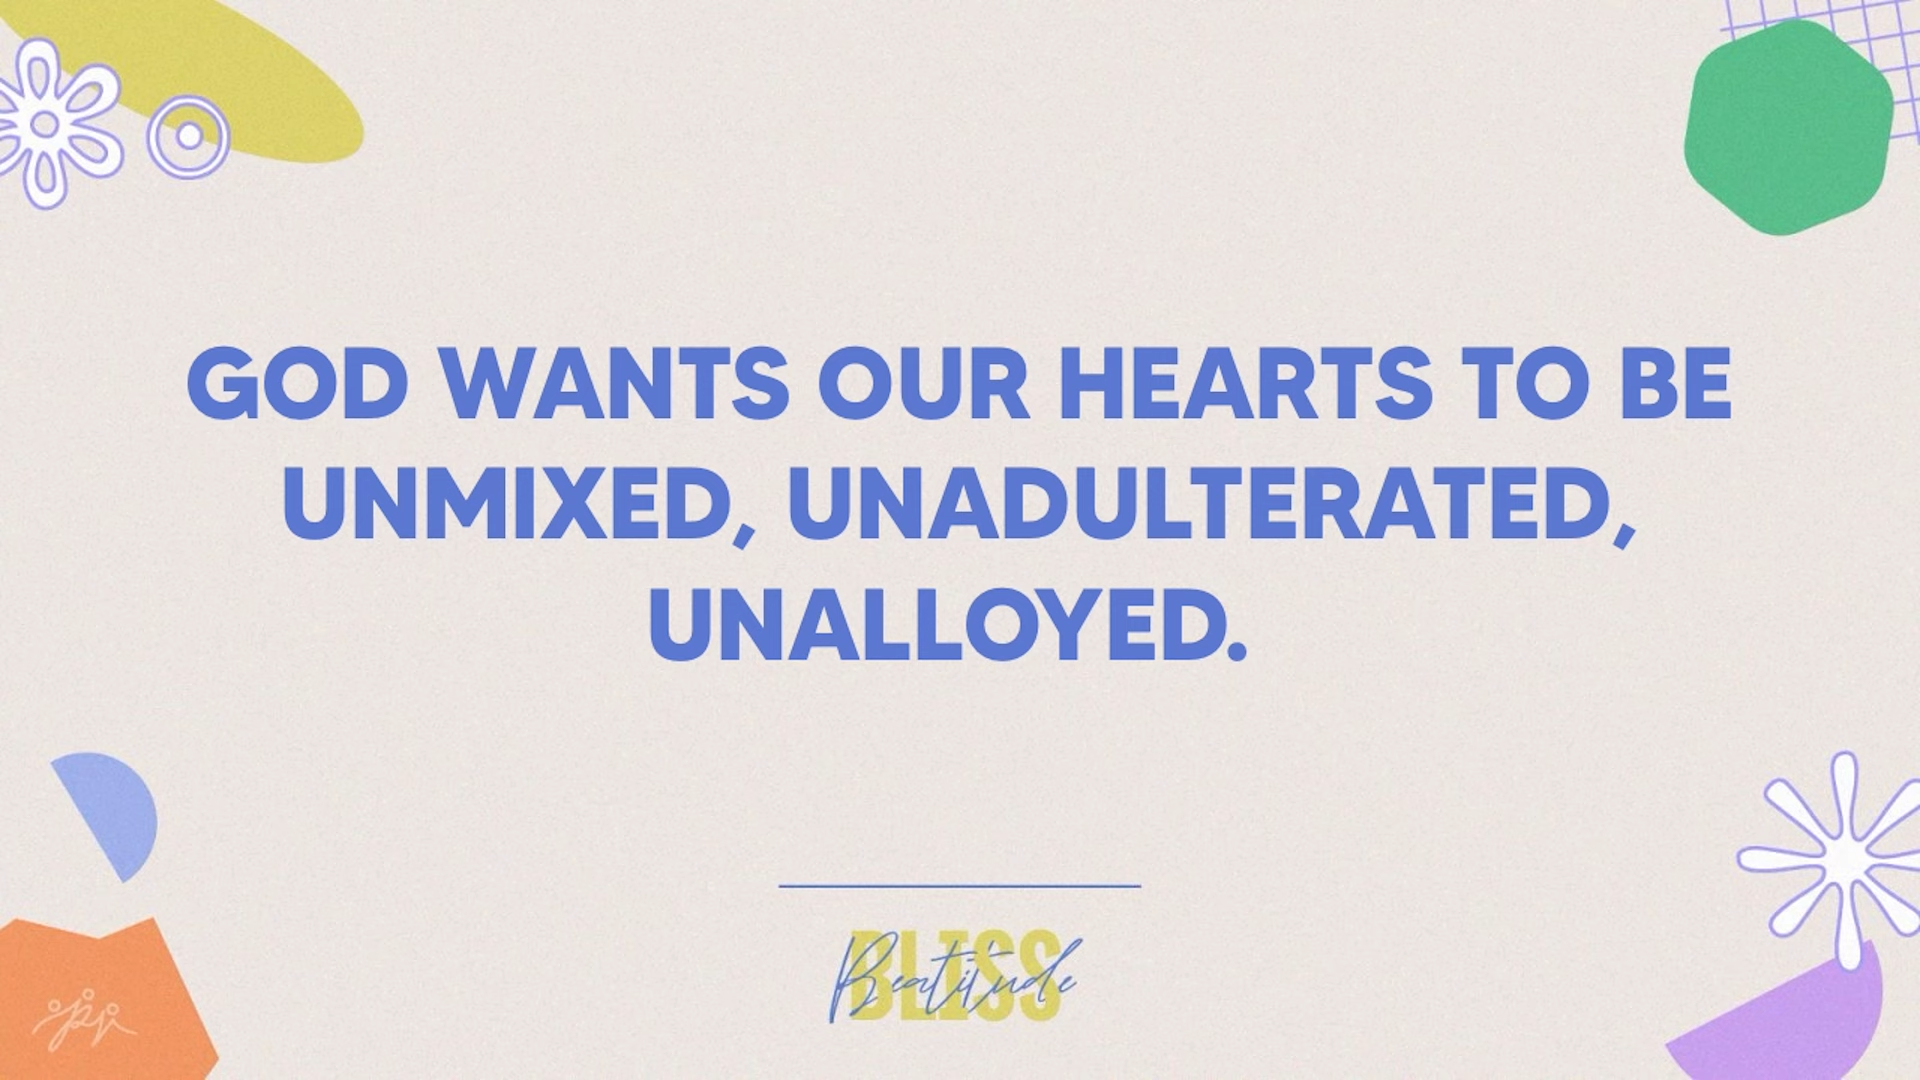 GOD WANTS OUR HEARTS TO BE
UNMIXED, UNADULTERATED,
UNALLOYED.
BLISS
Beatitude